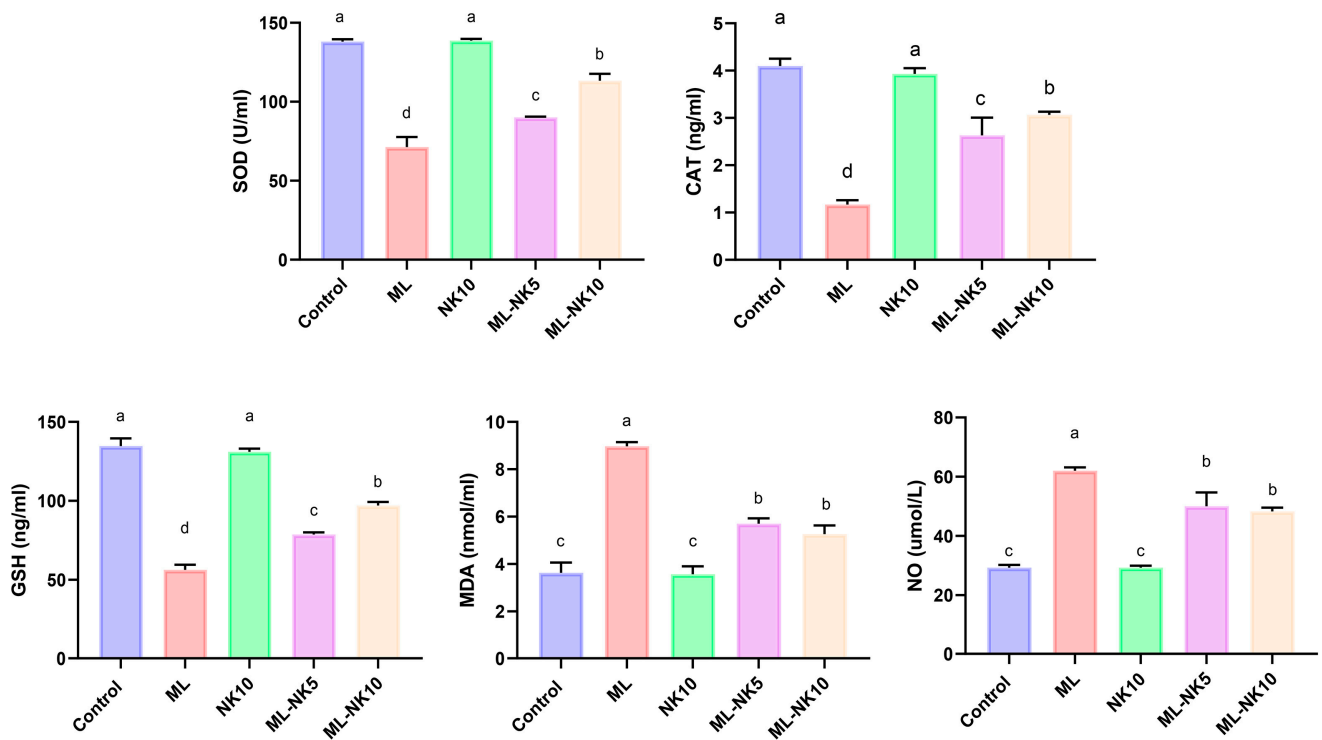 SOD (U/ml)
150
100
50
0
a
d
a
c
b
Control
ML
NK10
ML-NK5
ML-NK10
CAT (ng/ml)
5
4
3
2
1
0
a
d
a
c
b
Control
ML
NK10
ML-NK5
ML-NK10
GSH (ng/ml)
150
100
50
0
a
d
a
c
b
Control
ML
NK10
ML-NK5
ML-NK10
MDA (nmol/ml)
10
8
6
4
2
0
c
a
c
b
b
Control
ML
NK10
ML-NK5
ML-NK10
NO (umol/L)
80
60
40
20
0
c
a
c
b
b
Control
ML
NK10
ML-NK5
ML-NK10